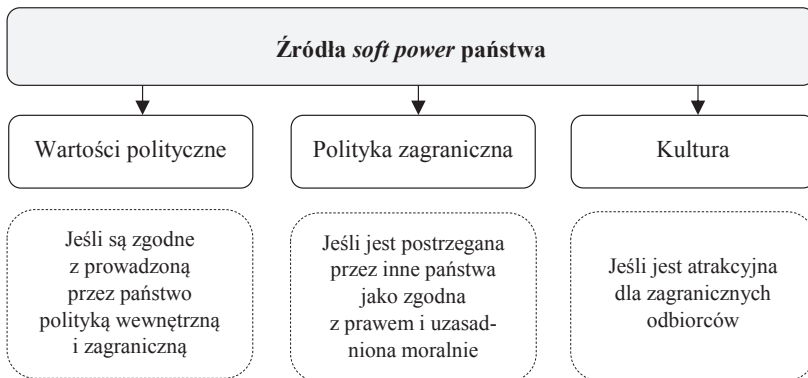 Źródła soft power państwa
Wartości polityczne
Polityka zagraniczna
Kultura
Jeśli są zgodne
z prowadzoną
przez państwo
polityką wewnętrzną
i zagraniczną
Jeśli jest postrzegana
przez inne państwa
jako zgodna
z prawem i uzasad-
niona moralnie
Jeśli jest atrakcyjna
dla zagranicznych
odbiorców